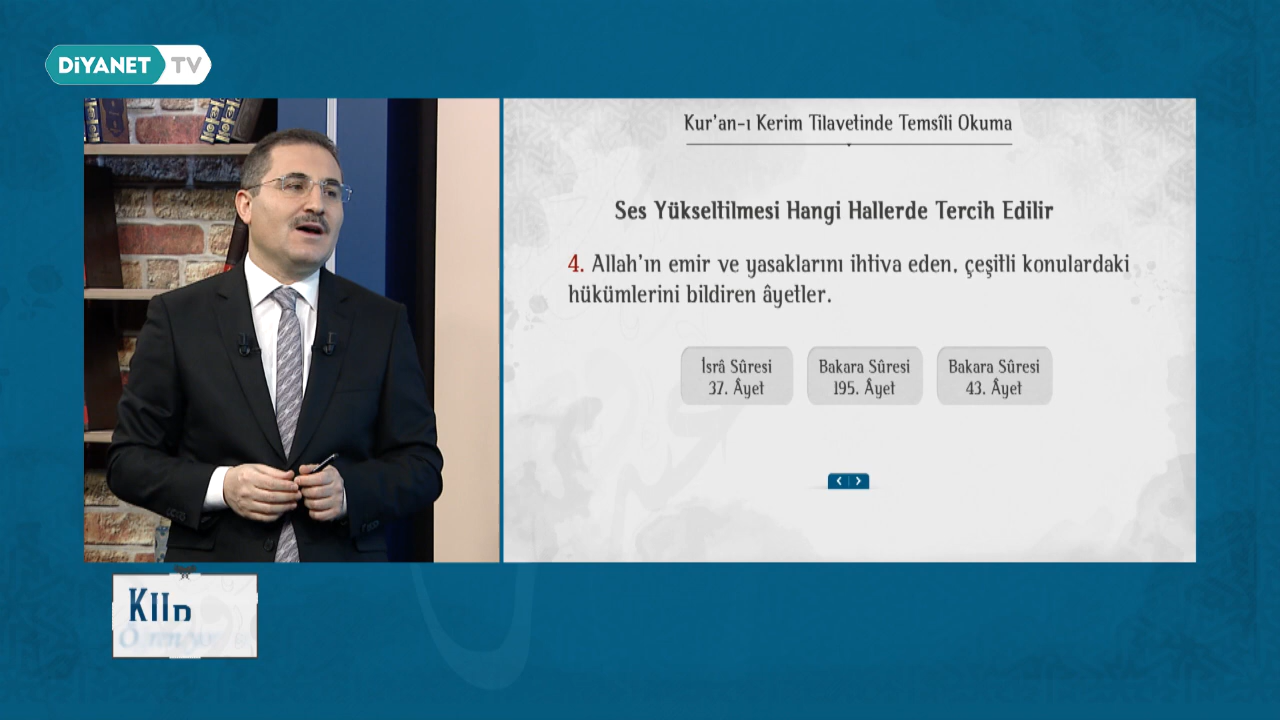 DİYANET TV
Kur'an-ı Kerim Tilavetinde Temsîli Okuma
Ses Yükseltilmesi Hangi Hallerde Tercih Edilir
4. Allah'ın emir ve yasaklarını ihtiva eden, çeşitli konulardaki
hükümlerini bildiren âyetler.
İsrâ Sûresi
37. Âyet
Bakara Sûresi
195. Âyet
Bakara Sûresi
43. Âyet